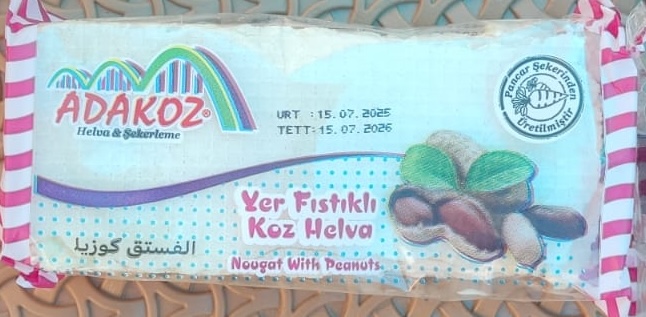 ADAKOZ®
Helva & Şekerleme
URT : 15. 07. 2025
TETT: 15. 07. 2026
Pancar Şekerinden
Üretilmiştir
Yer Fıstıklı
Koz Helva
الفستق كوزيلا
Nougat With Peanuts